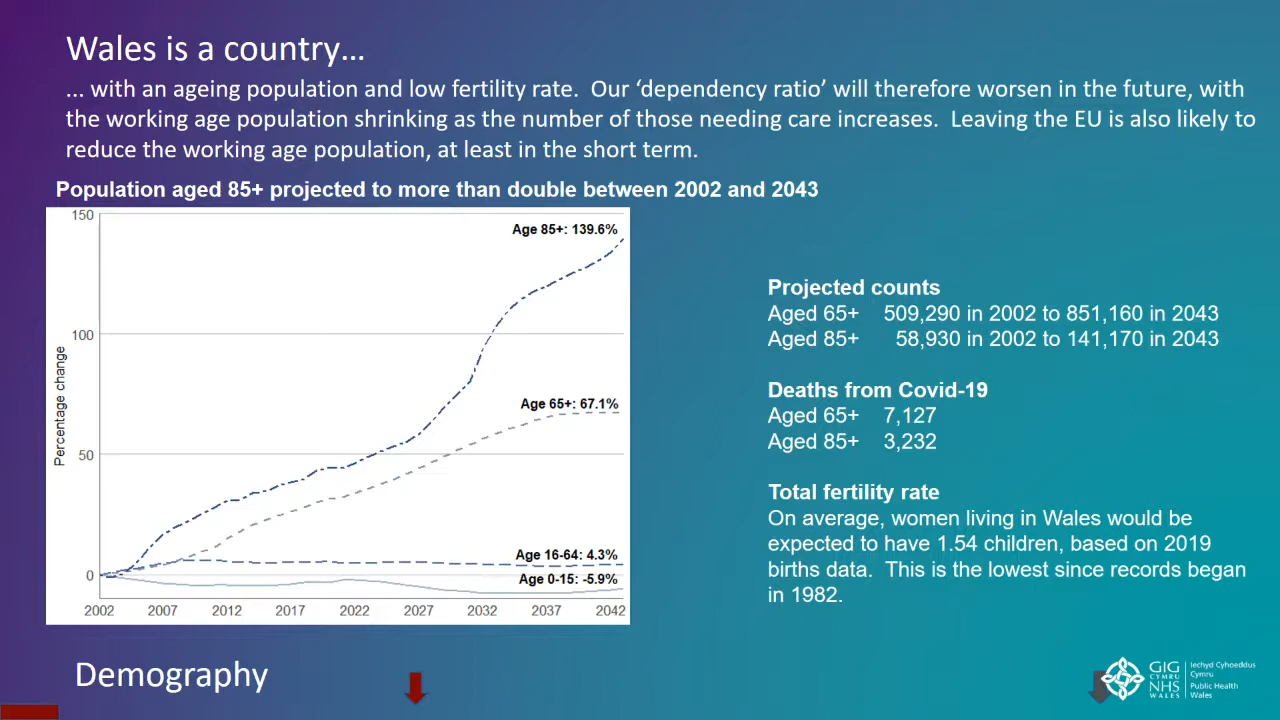 Wales is a country...
... with an ageing population and low fertility rate.  Our ‘dependency ratio’ will therefore worsen in the future, with
the working age population shrinking as the number of those needing care increases.  Leaving the EU is also likely to
reduce the working age population, at least in the short term.
Population aged 85+ projected to more than double between 2002 and 2043
150
100
50
0
Percentage change
Age 85+: 139.6%
Age 65+: 67.1%
Age 16-64: 4.3%
Age 0-15: -5.9%
2002 2007 2012 2017 2022 2027 2032 2037 2042
Projected counts
Aged 65+ 509,290 in 2002 to 851,160 in 2043
Aged 85+ 58,930 in 2002 to 141,170 in 2043
Deaths from Covid-19
Aged 65+ 7,127
Aged 85+ 3,232
Total fertility rate
On average, women living in Wales would be
expected to have 1.54 children, based on 2019
births data.  This is the lowest since records began
in 1982.
Demography
GIG
CYMRU
NHS
WALES
Iechyd Cyhoeddus
Cymru
Public Health
Wales